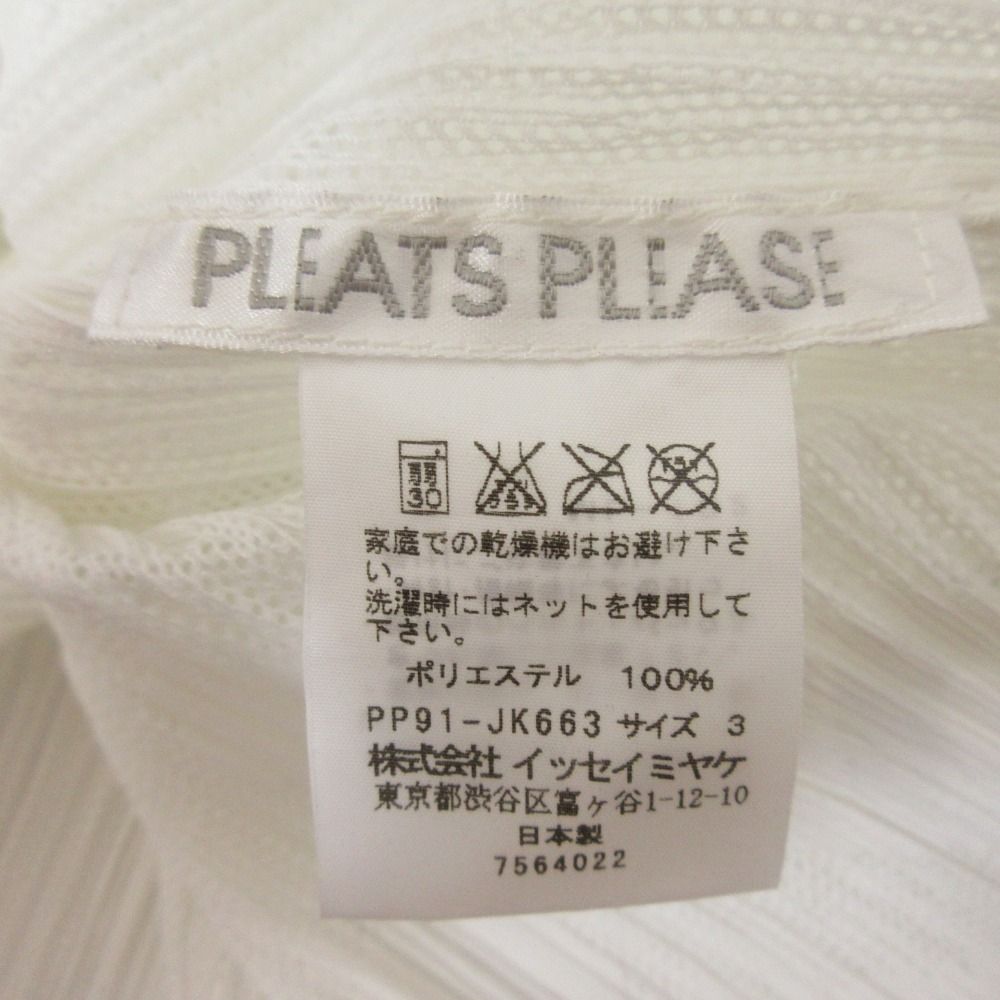 PLEATS PLEASE
弱
30
家庭での乾燥機はお避け下さ
い。
洗濯時にはネットを使用して
下さい。
ポリエステル 100%
PP91-JK663 サイズ 3
株式会社 イッセイミヤケ
東京都渋谷区富ヶ谷1-12-10
日本製
7564022